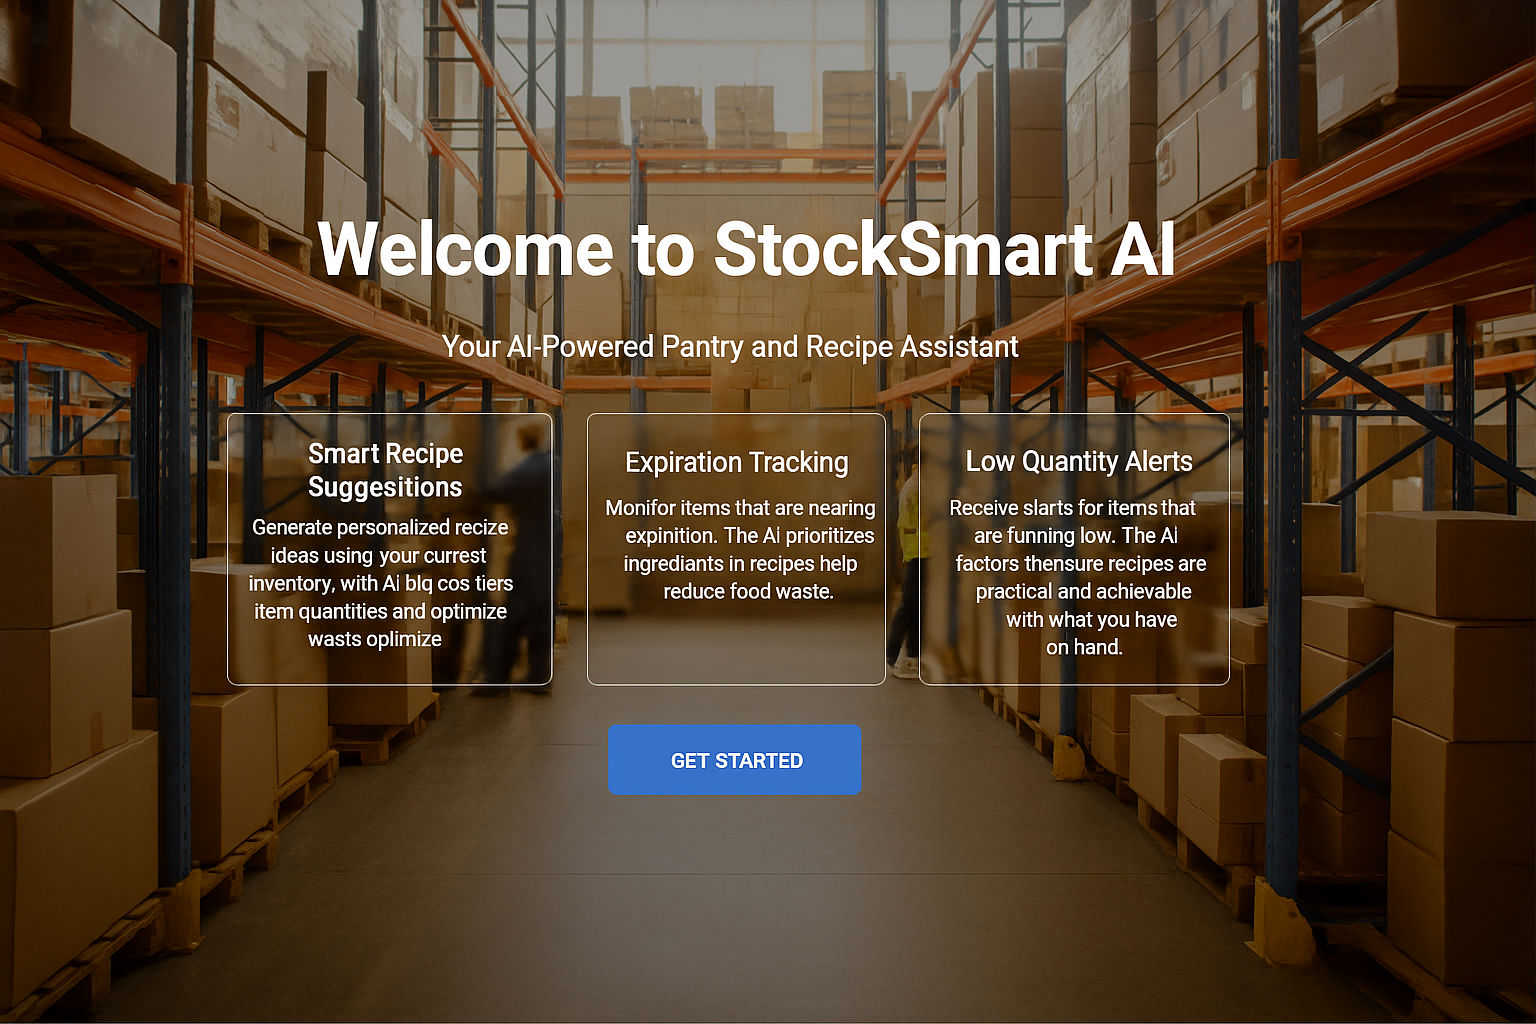 Welcome to StockSmart AI
Your AI-Powered Pantry and Recipe Assistant
Smart Recipe
Suggesitions
Generate personalized recize
ideas using your currest
inventory, with Ai blq cos tiers
item quantities and optimize
wasts oplimize
Expiration Tracking
Monifor items that are nearing
expinition. The Ai prioritizes
ingrediants in recipes help
reduce food waste.
Low Quantity Alerts
Receive slarts for items that
are funning low. The Ai
factors thensure recipes are
practical and achievable
with what you have
on hand.
GET STARTED